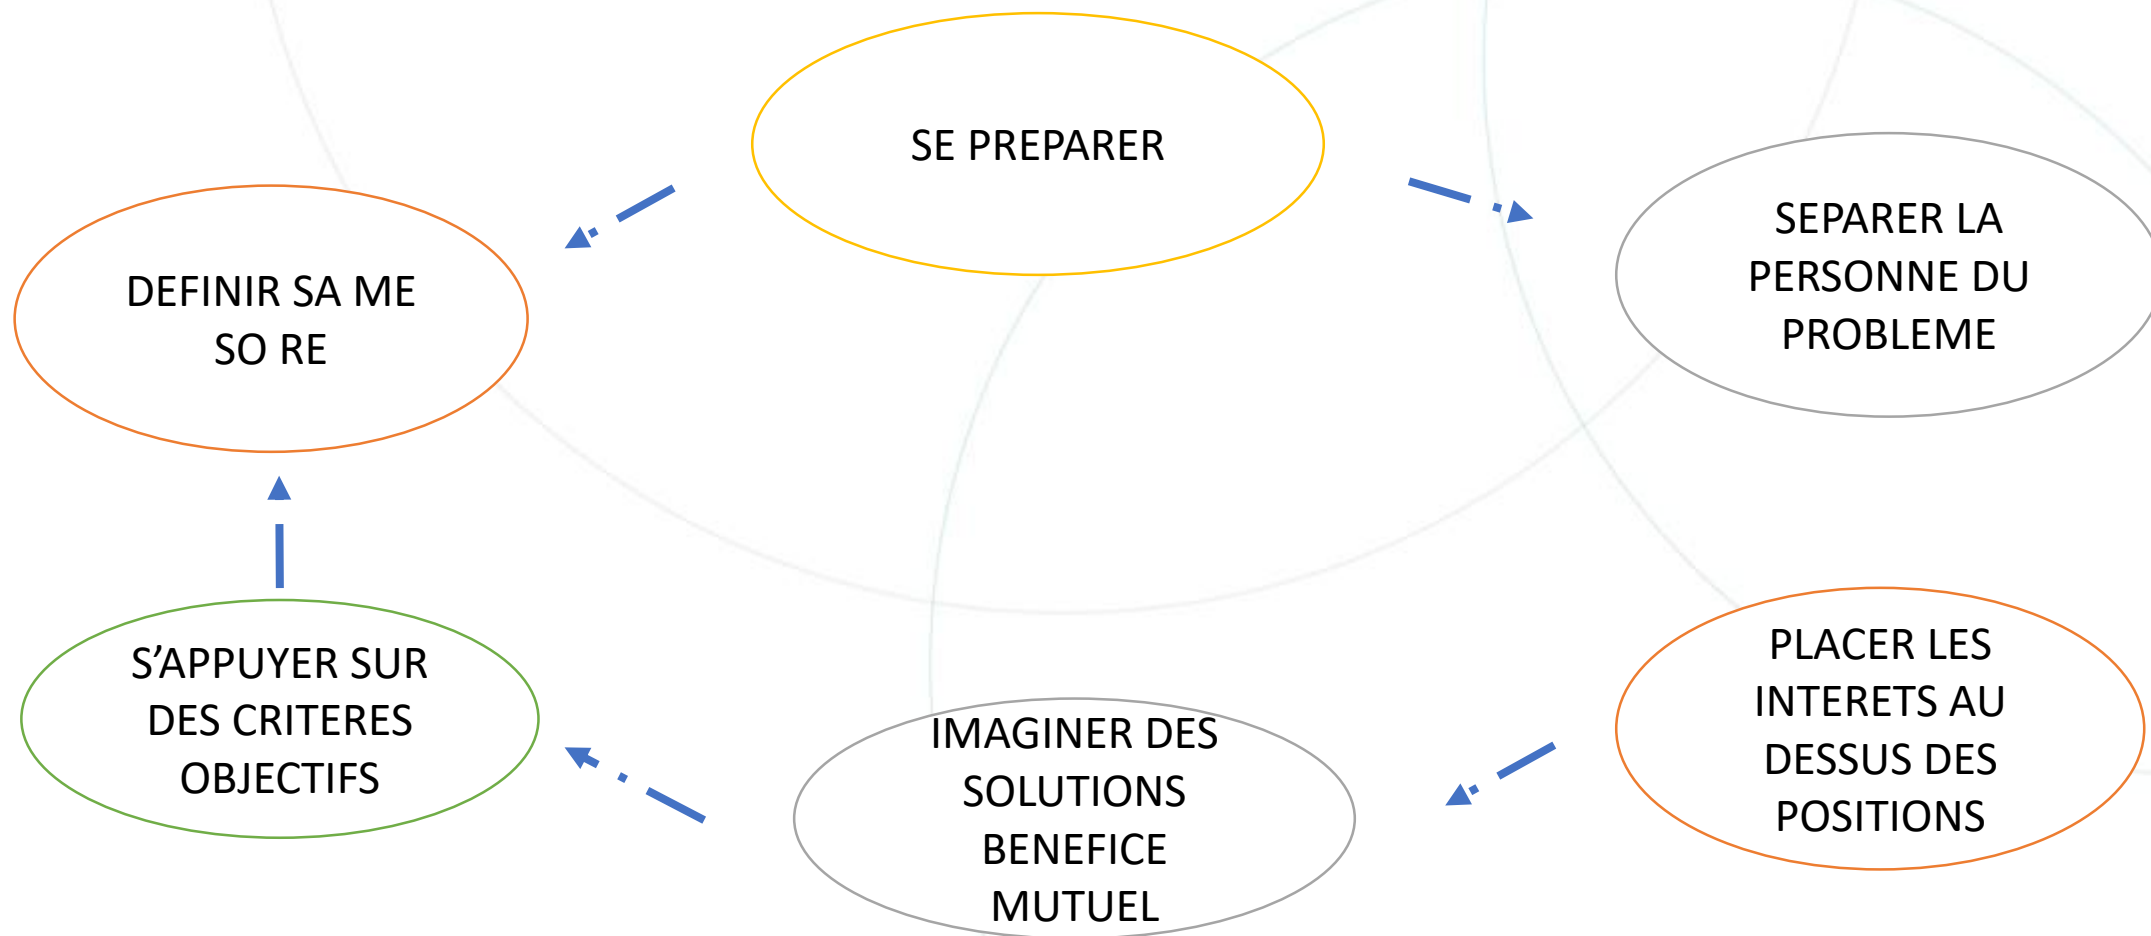 SE PREPARER
SEPARER LA
PERSONNE DU
PROBLEME
DEFINIR SA ME
SO RE
PLACER LES
INTERETS AU
DESSUS DES
POSITIONS
S’APPUYER SUR
DES CRITERES
OBJECTIFS
IMAGINER DES
SOLUTIONS
BENEFICE
MUTUEL